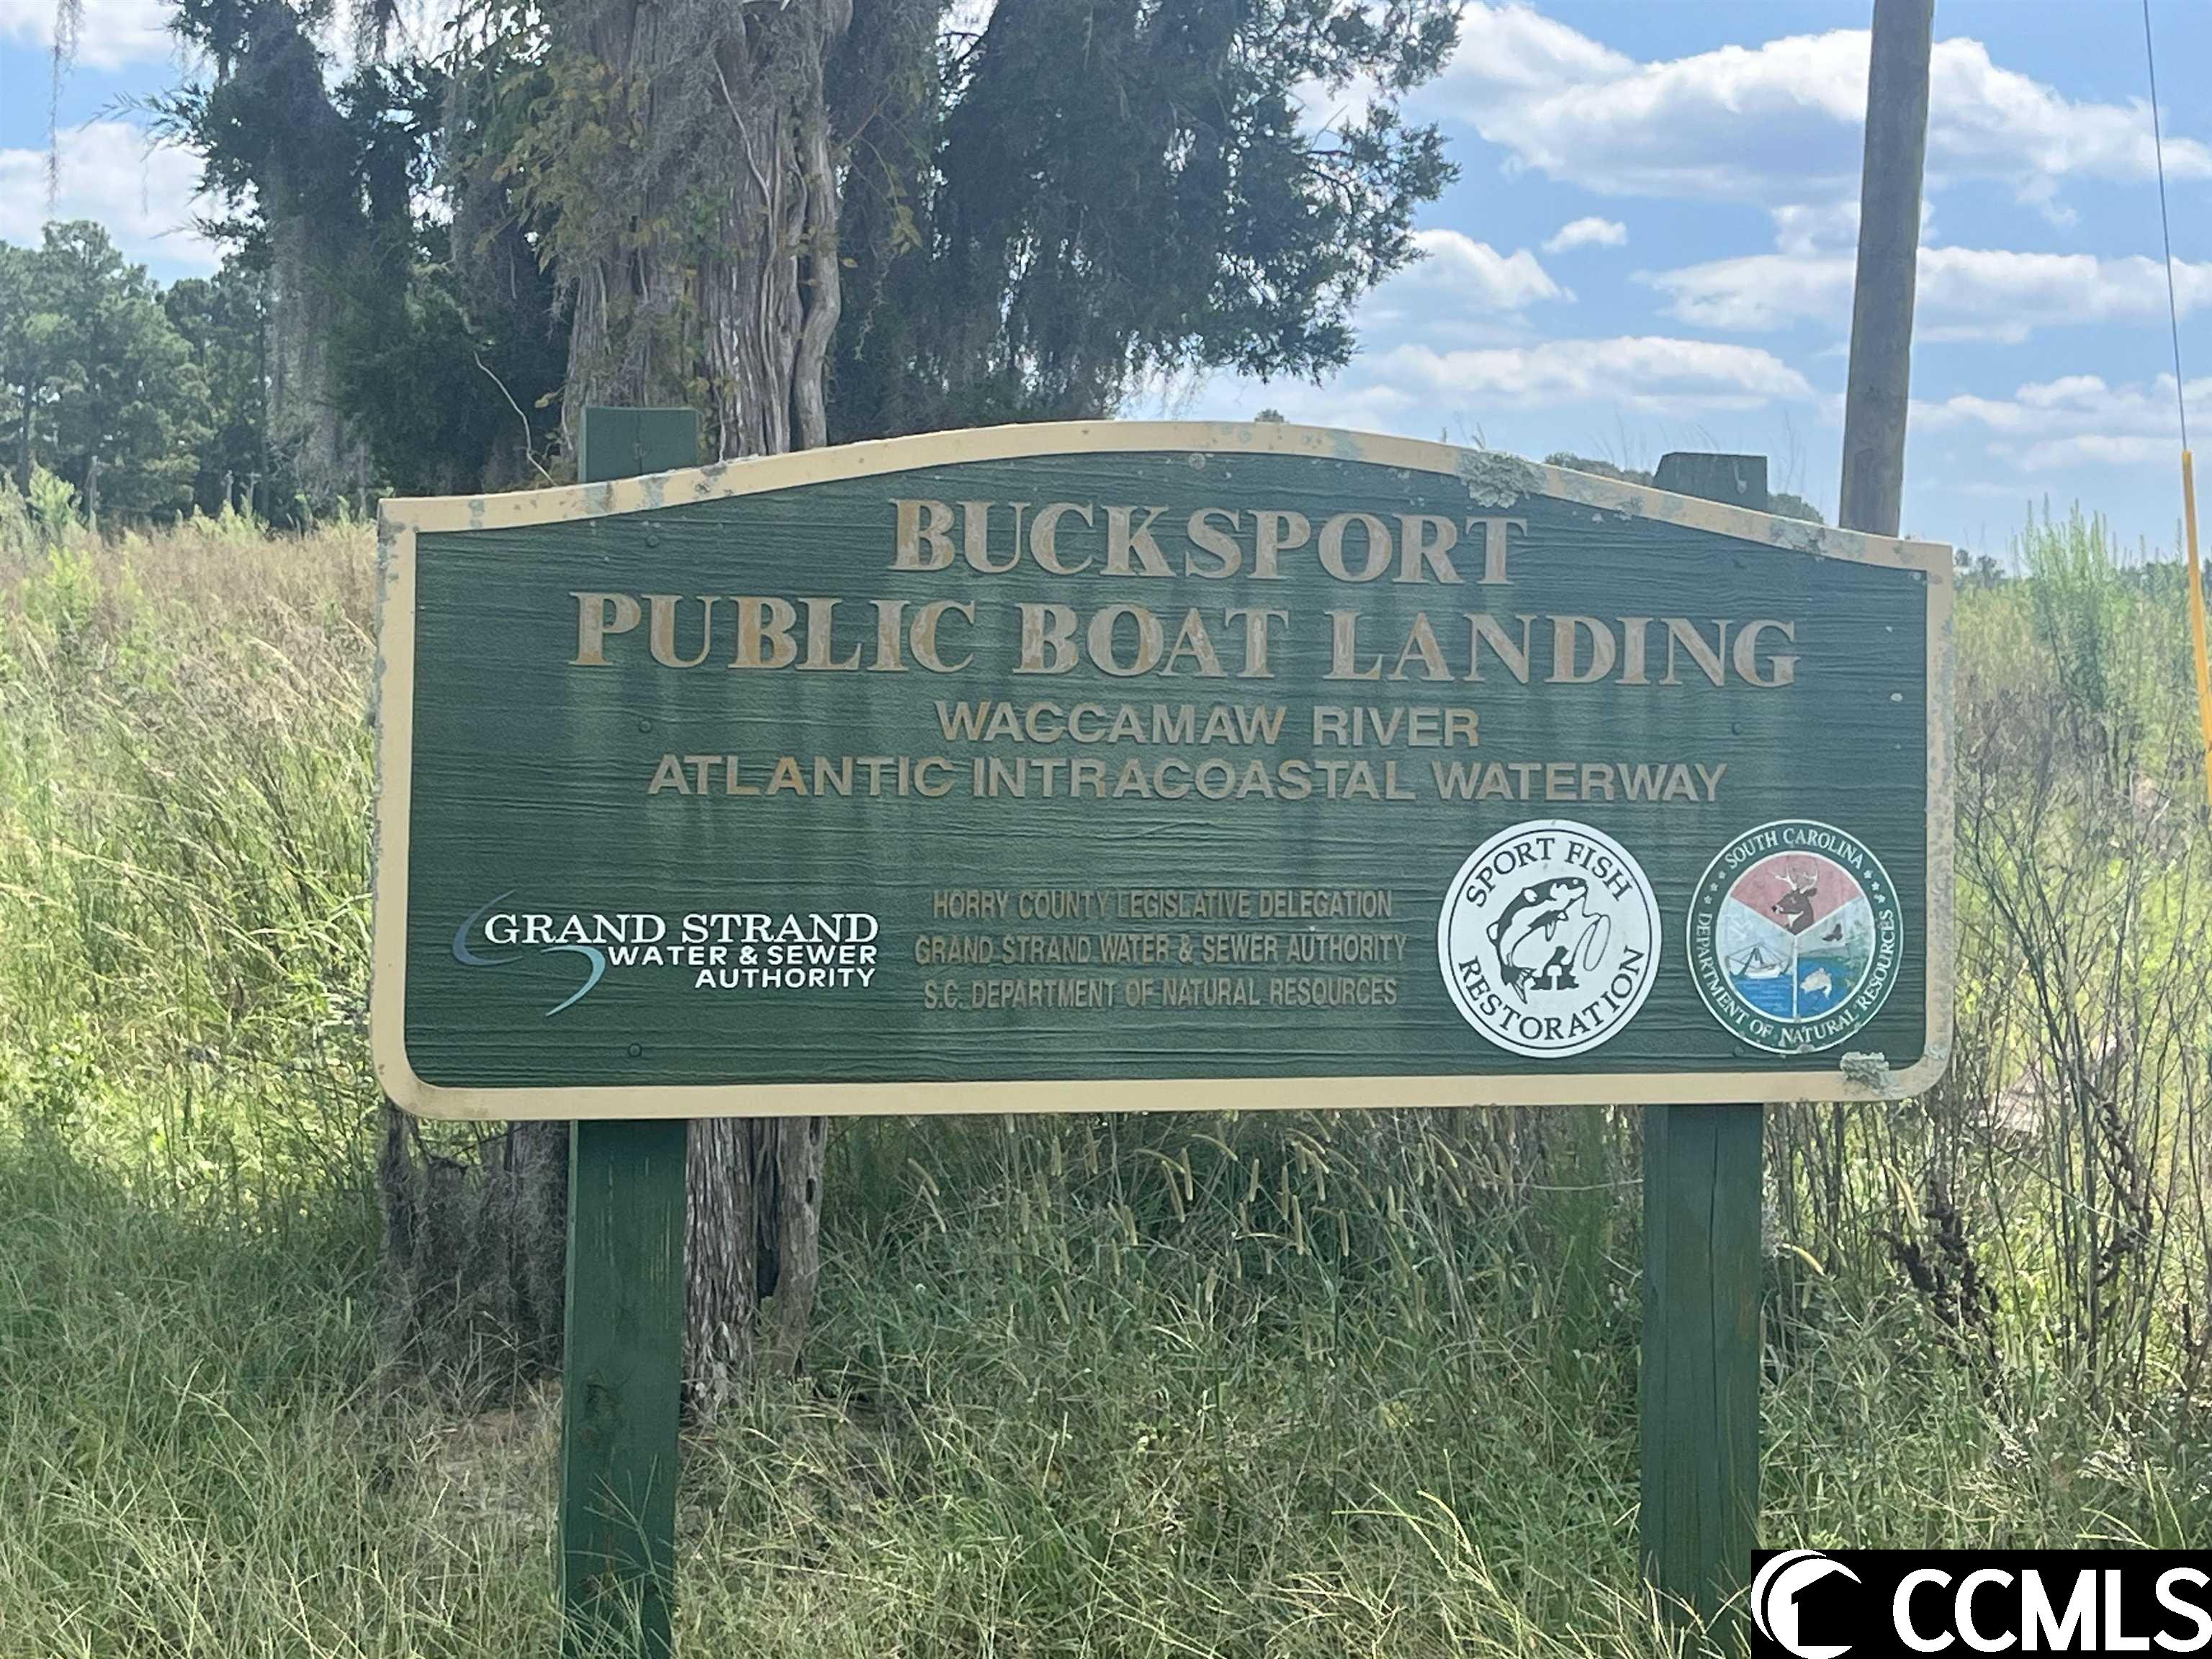 BUCKSPORT
PUBLIC BOAT LANDING
WACCAMAW RIVER
ATLANTIC INTRACOASTAL WATERWAY
GRAND STRAND
WATER & SEWER
AUTHORITY
HORRY COUNTY LEGISLATIVE DELEGATION
GRAND STRAND WATER & SEWER AUTHORITY
S.C. DEPARTMENT OF NATURAL RESOURCES
SPORT FISH
RESTORATION
SOUTH CAROLINA
DEPARTMENT OF NATURAL RESOURCES
CCMLS